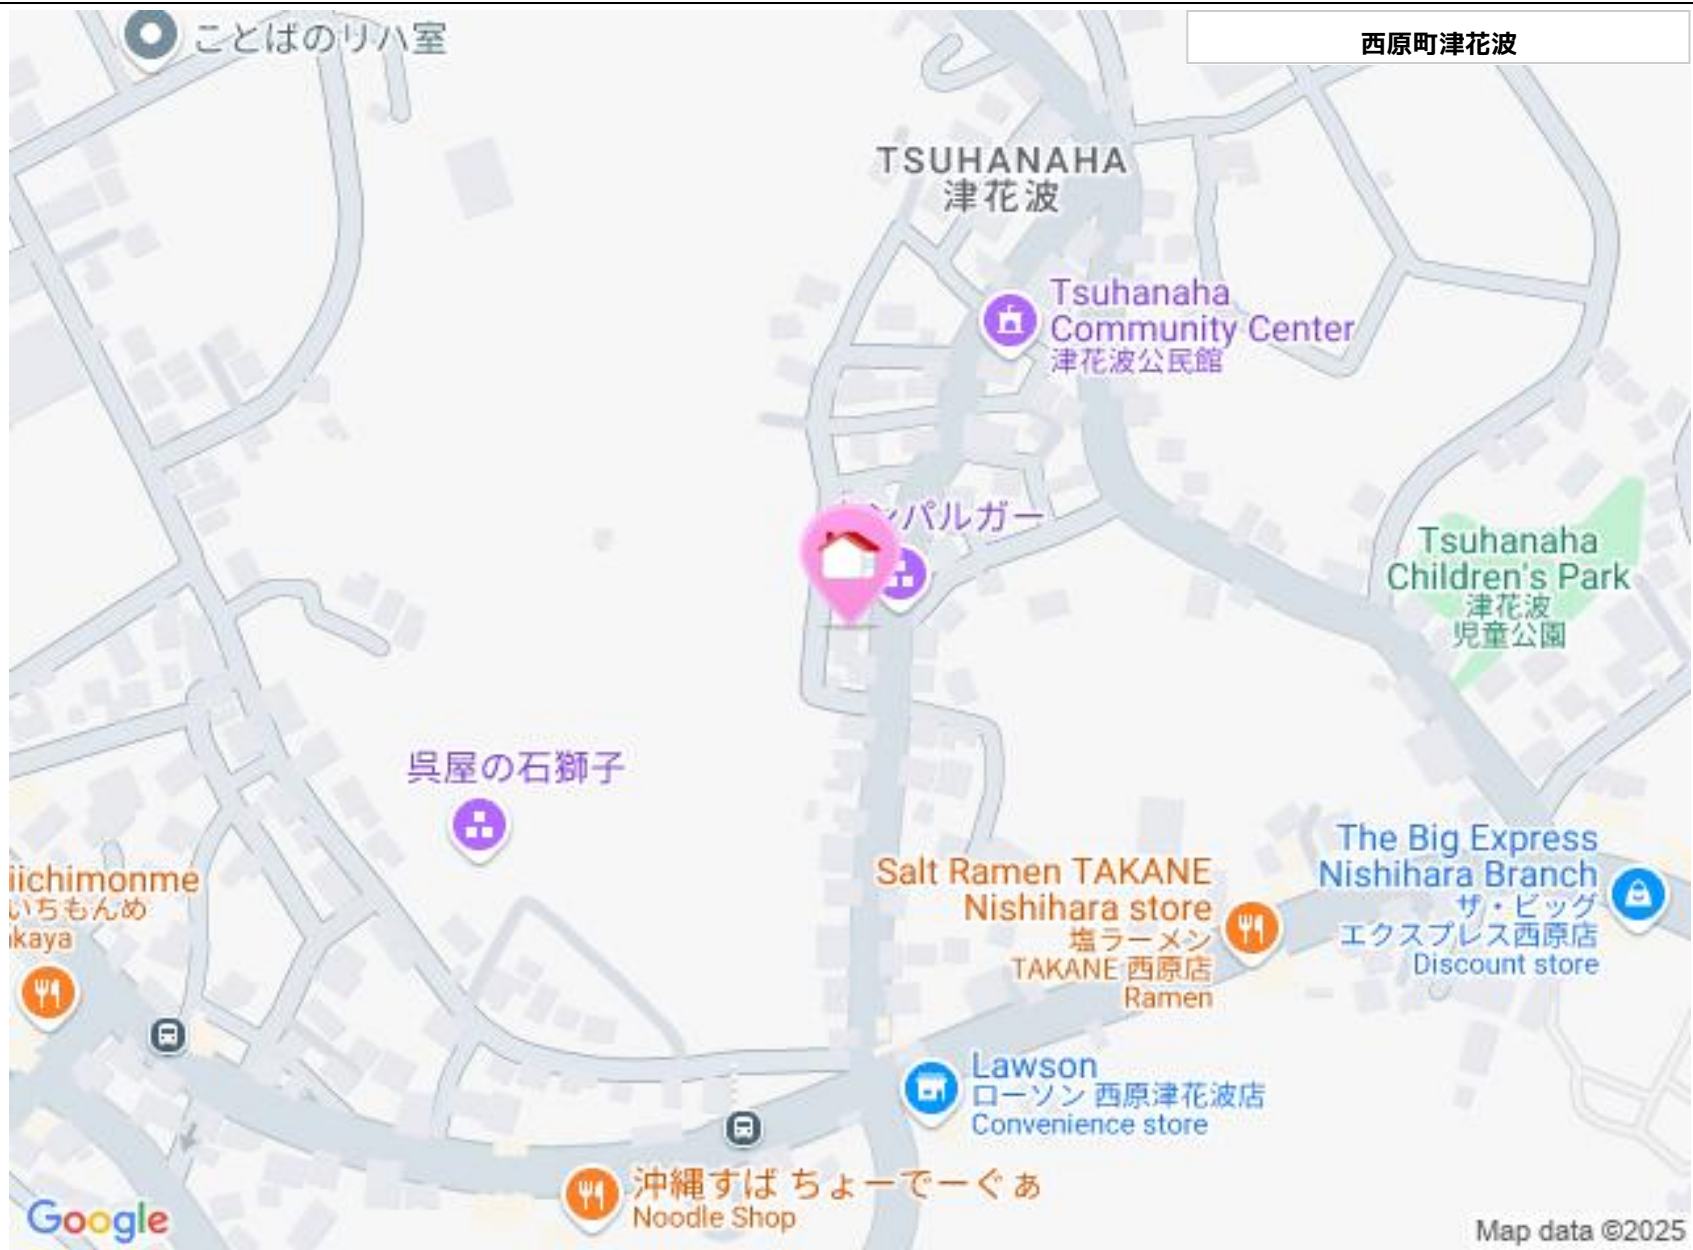 ことばのリハ室
西原町津花波
TSUHANAHA
津花波
Tsuhanaha
Community Center
津花波公民館
ンパルガー
Tsuhanaha
Children's Park
津花波
児童公園
呉屋の石獅子
iichimonme
いちもんめ
kaya
Salt Ramen TAKANE
Nishihara store
塩ラーメン
TAKANE 西原店
Ramen
The Big Express
Nishihara Branch
ザ・ビッグ
エクスプレス西原店
Discount store
Lawson
ローソン 西原津花波店
Convenience store
沖縄すば ちょーでーぐぁ
Noodle Shop
Google
Map data ©2025